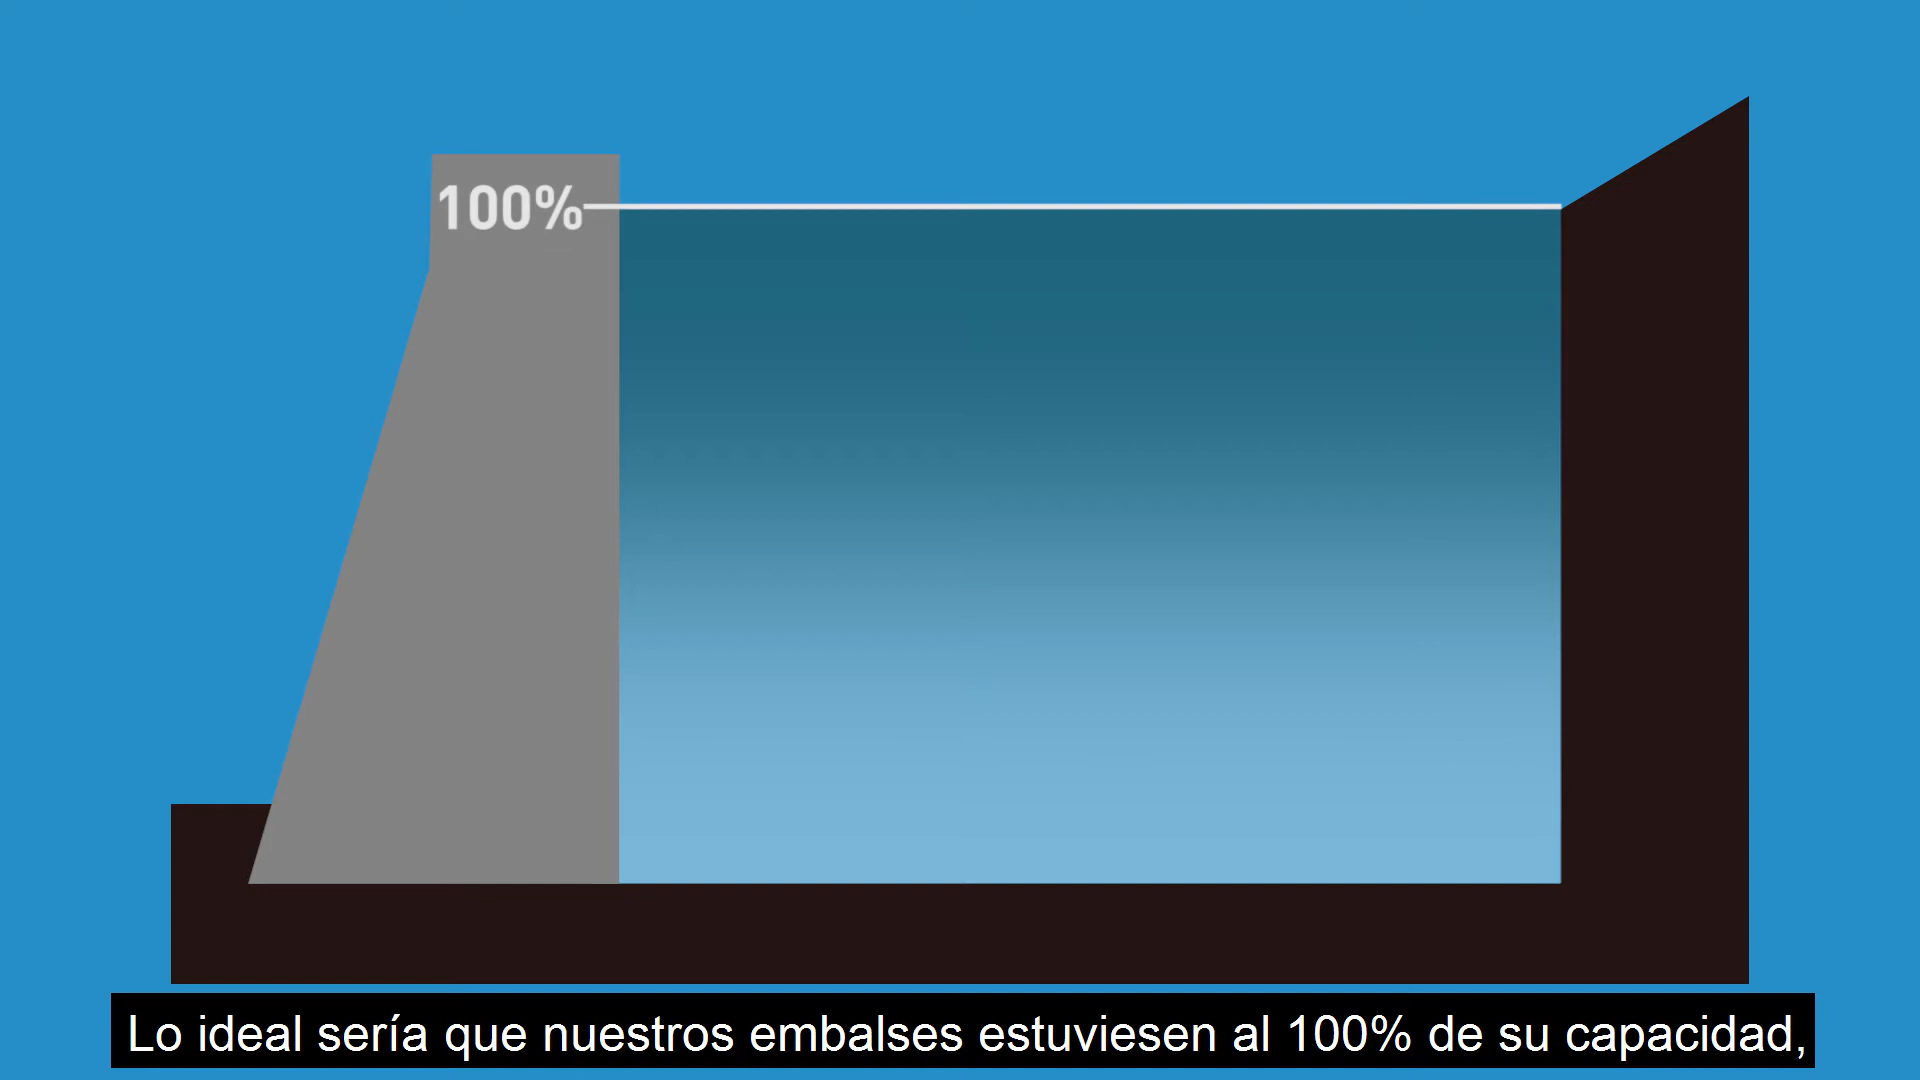 100%
Lo ideal sería que nuestros embalses estuviesen al 100% de su capacidad,